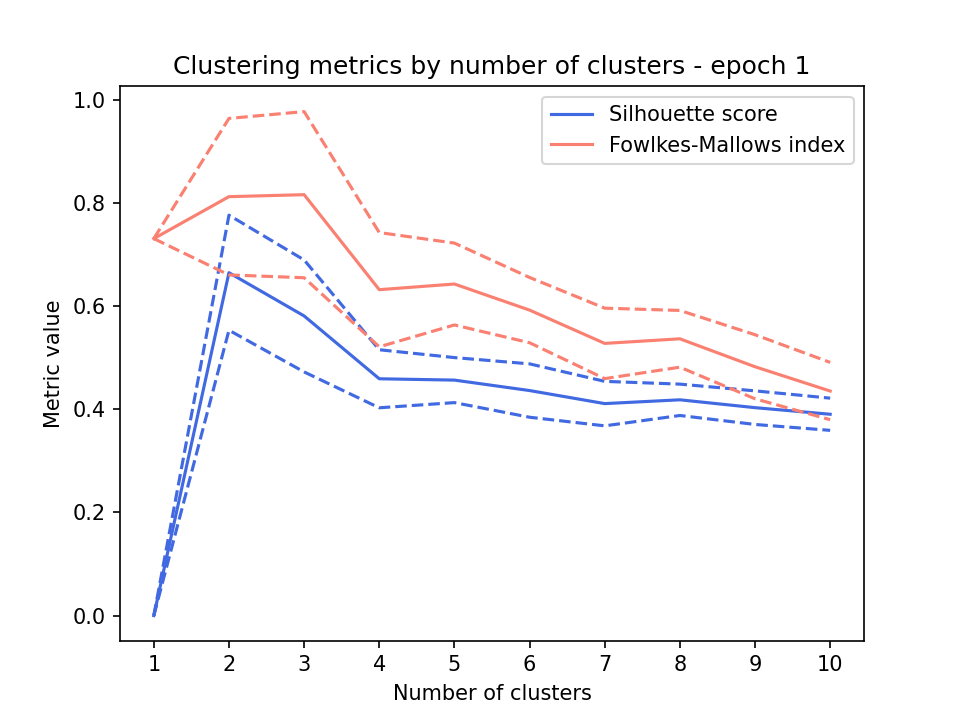 Clustering metrics by number of clusters - epoch 1
Silhouette score
Fowlkes-Mallows index
Metric value
1.0
0.8
0.6
0.4
0.2
0.0
1 2 3 4 5 6 7 8 9 10
Number of clusters